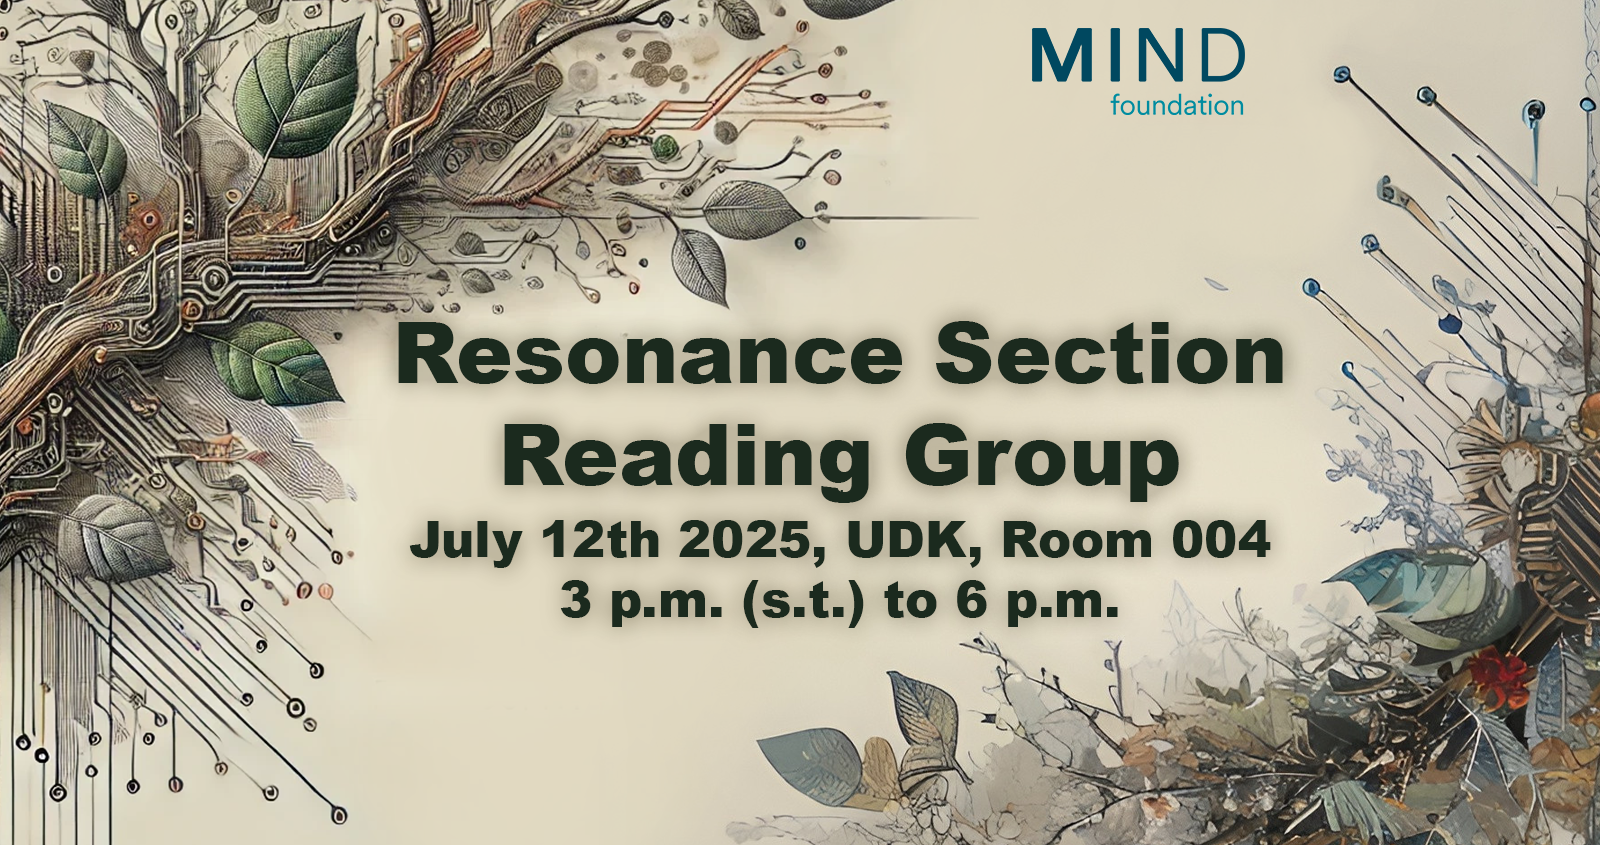 MIND
foundation
Resonance Section
Reading Group
July 12th 2025, UDK, Room 004
3 p.m. (s.t.) to 6 p.m.